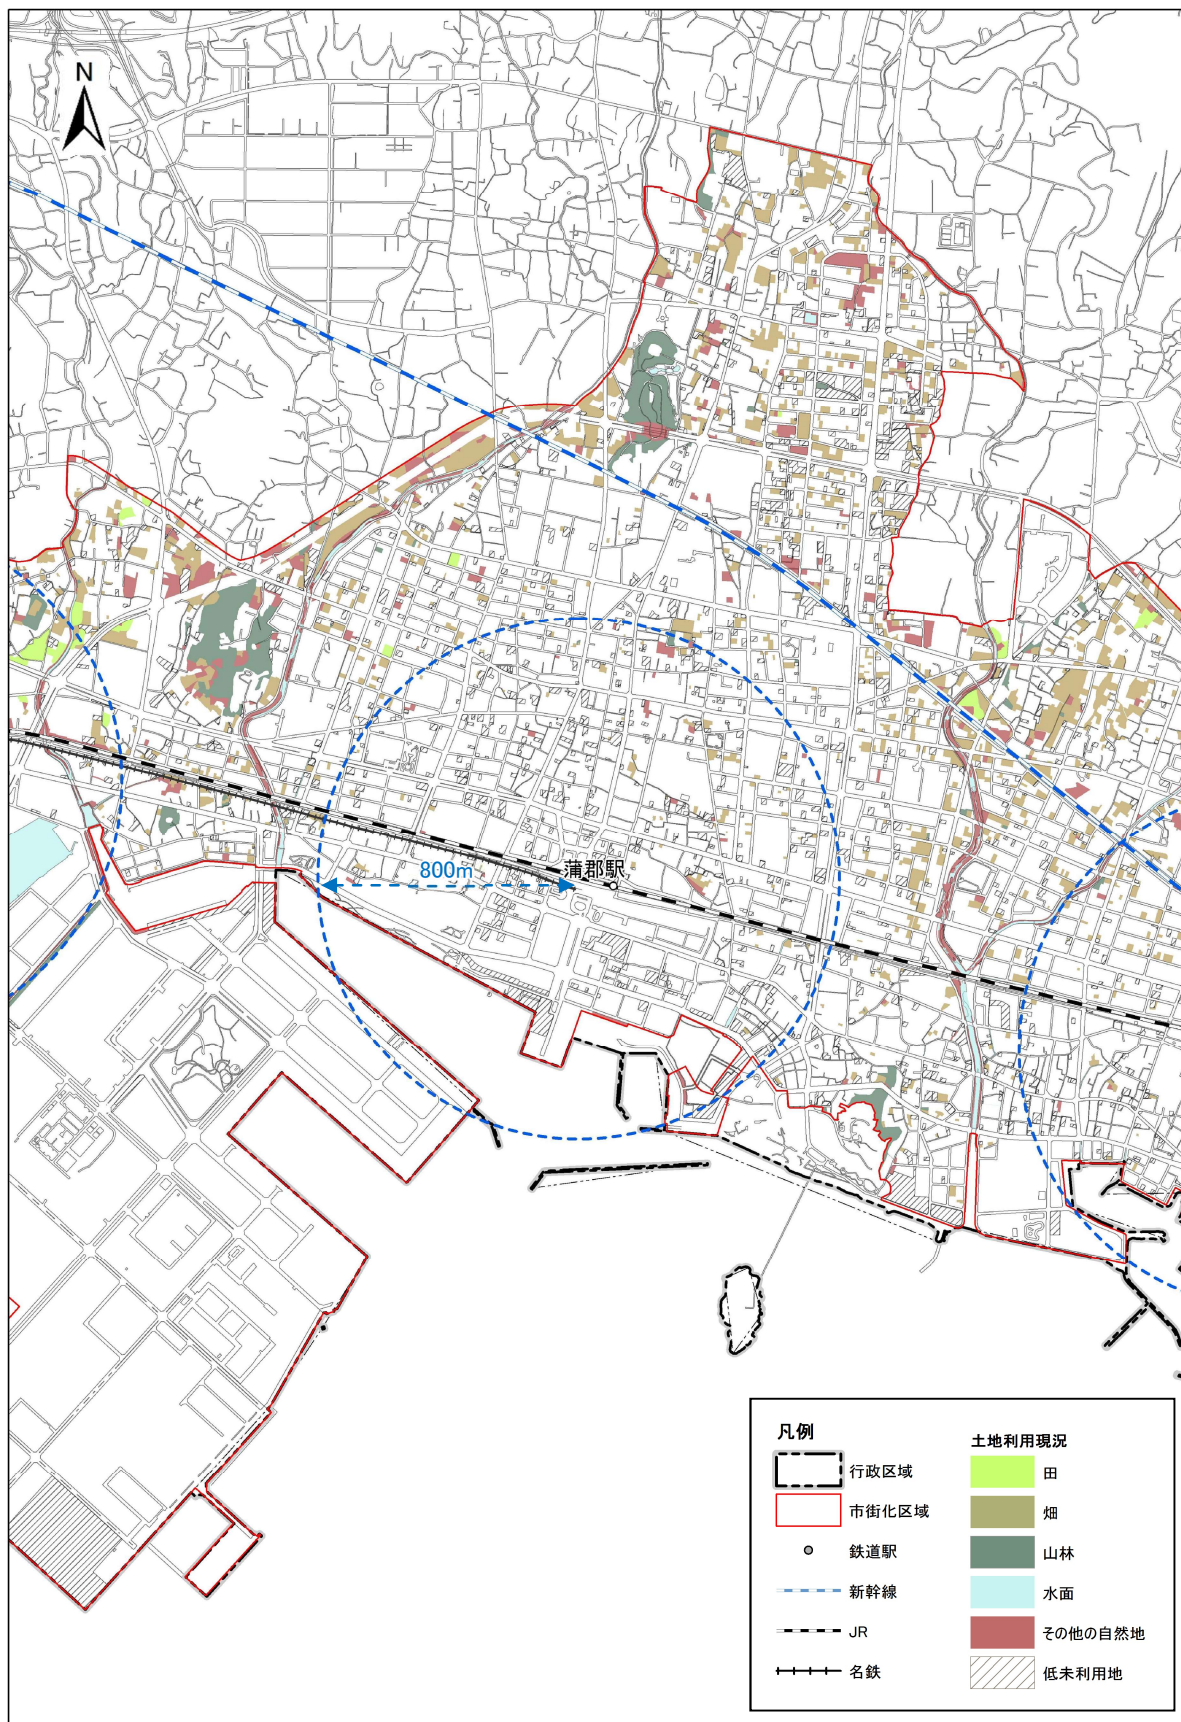 N
800m
蒲郡駅
凡例
行政区域
市街化区域
鉄道駅
新幹線
JR
名鉄
土地利用現況
田
畑
山林
水面
その他の自然地
低未利用地